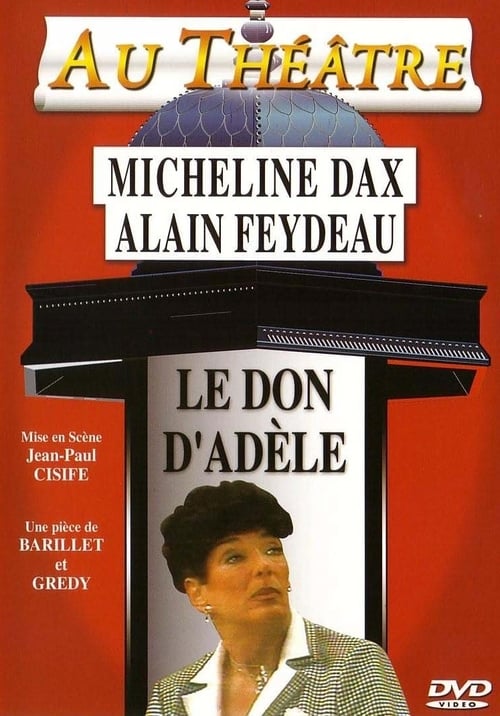 AU THÉÂTRE
MICHELINE DAX
ALAIN FEYDEAU
LE DON
D'ADÈLE
Mise en Scène
Jean-Paul
CISIFE
Une pièce de
BARILLET
et
GREDY
DVD
VIDEO